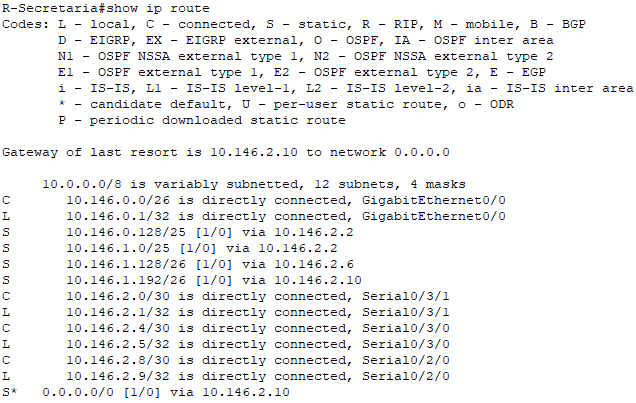 R-Secretaria#show ip route
Codes: L - local, C - connected, S - static, R - RIP, M - mobile, B - BGP
       D - EIGRP, EX - EIGRP external, O - OSPF, IA - OSPF inter area
       N1 - OSPF NSSA external type 1, N2 - OSPF NSSA external type 2
       E1 - OSPF external type 1, E2 - OSPF external type 2, E - EGP
       i - IS-IS, L1 - IS-IS level-1, L2 - IS-IS level-2, ia - IS-IS inter area
       * - candidate default, U - per-user static route, o - ODR
       P - periodic downloaded static route
Gateway of last resort is 10.146.2.10 to network 0.0.0.0
     10.0.0.0/8 is variably subnetted, 12 subnets, 4 masks
C       10.146.0.0/26 is directly connected, GigabitEthernet0/0
L       10.146.0.1/32 is directly connected, GigabitEthernet0/0
S       10.146.0.128/25 [1/0] via 10.146.2.2
S       10.146.1.0/25 [1/0] via 10.146.2.2
S       10.146.1.128/26 [1/0] via 10.146.2.6
S       10.146.1.192/26 [1/0] via 10.146.2.10
C       10.146.2.0/30 is directly connected, Serial0/3/1
L       10.146.2.1/32 is directly connected, Serial0/3/1
C       10.146.2.4/30 is directly connected, Serial0/3/0
L       10.146.2.5/32 is directly connected, Serial0/3/0
C       10.146.2.8/30 is directly connected, Serial0/2/0
L       10.146.2.9/32 is directly connected, Serial0/2/0
S*   0.0.0.0/0 [1/0] via 10.146.2.10